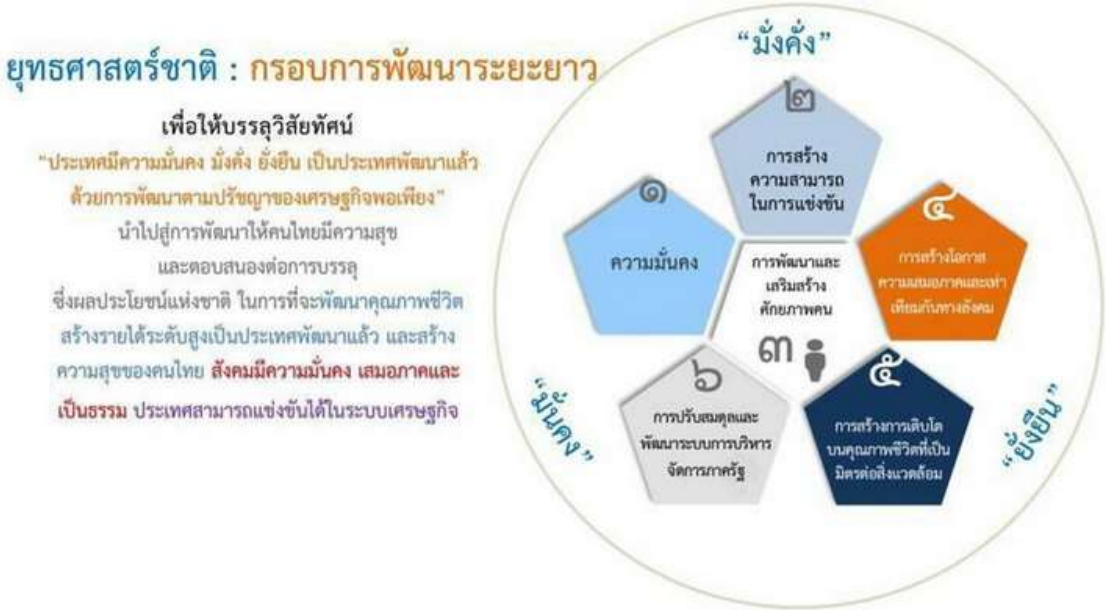 ยุทธศาสตร์ชาติ : กรอบการพัฒนาระยะยาว
เพื่อให้บรรลุวิสัยทัศน์
"ประเทศมีความมั่นคง มั่งคั่ง ยั่งยืน เป็นประเทศพัฒนาแล้ว
ด้วยการพัฒนาตามปรัชญาของเศรษฐกิจพอเพียง"
นำไปสู่การพัฒนาให้คนไทยมีความสุข
และตอบสนองต่อการบรรลุ
ซึ่งผลประโยชน์แห่งชาติ ในการที่จะพัฒนาคุณภาพชีวิต
สร้างรายได้ระดับสูงเป็นประเทศพัฒนาแล้ว และสร้าง
ความสุขของคนไทย สังคมมีความมั่นคง เสมอภาคและ
เป็นธรรม ประเทศสามารถแข่งขันได้ในระบบเศรษฐกิจ
"มั่งคั่ง"
๒
การสร้าง
ความสามารถ
ในการแข่งขัน
๑
ความมั่นคง
๔
การสร้างโอกาส
ความเสมอภาคและเท่า
เทียมกันทางสังคม
การพัฒนาและ
เสริมสร้าง
ศักยภาพคน
๓
๖
การปรับสมดุลและ
พัฒนาระบบการบริหาร
จัดการภาครัฐ
๕
การสร้างการเติบโต
บนคุณภาพชีวิตที่เป็น
มิตรต่อสิ่งแวดล้อม
"มั่นคง"
"ยั่งยืน"